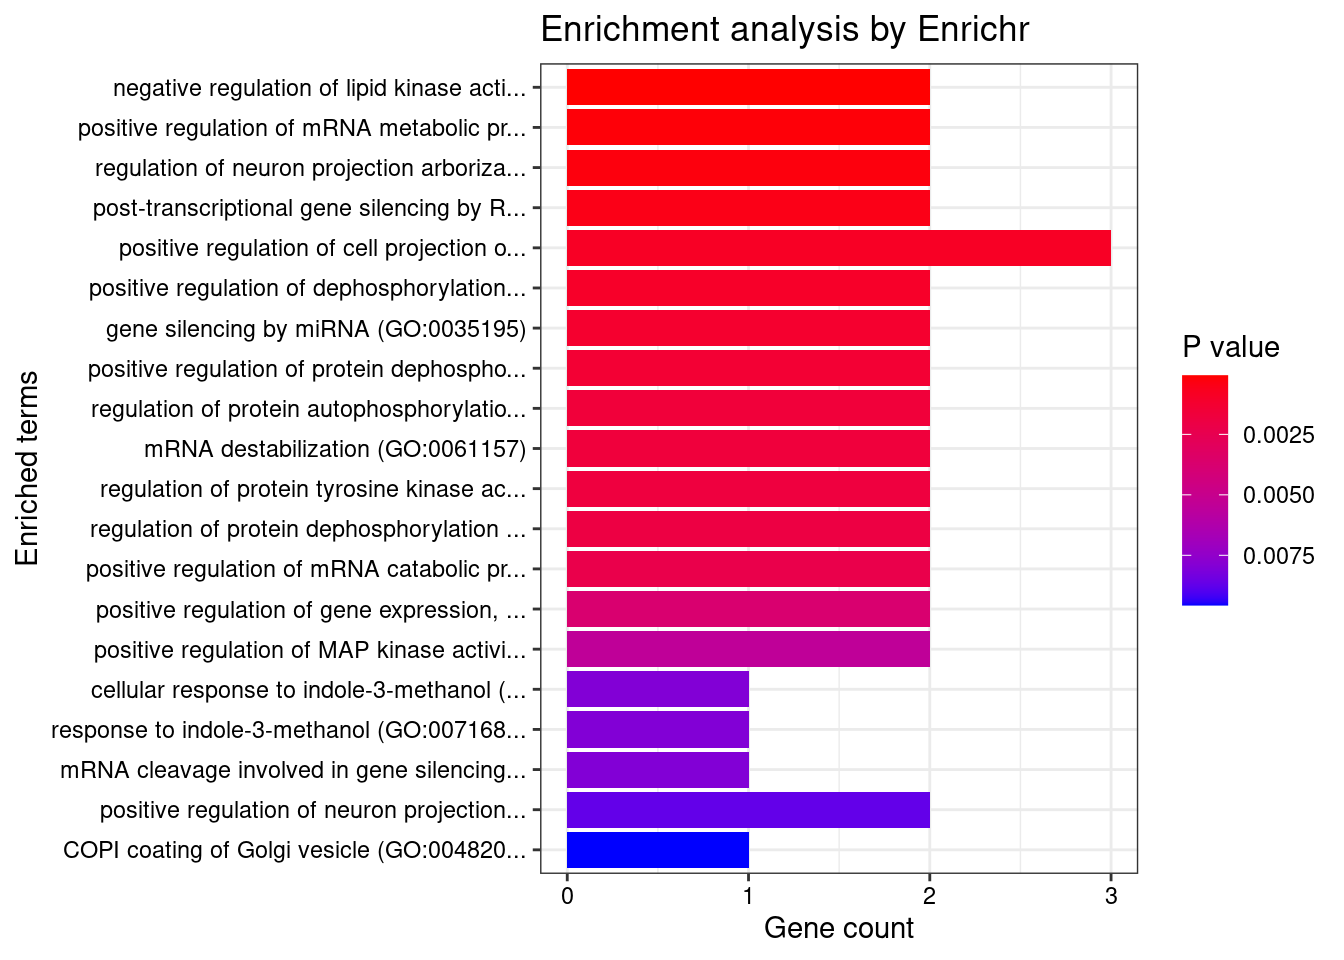 Enrichment analysis by Enrichr
negative regulation of lipid kinase acti...
positive regulation of mRNA metabolic pr...
regulation of neuron projection arboriza...
post-transcriptional gene silencing by R...
positive regulation of cell projection o...
positive regulation of dephosphorylation...
gene silencing by miRNA (GO:0035195)
positive regulation of protein dephospho...
regulation of protein autophosphorylatio...
mRNA destabilization (GO:0061157)
regulation of protein tyrosine kinase ac...
regulation of protein dephosphorylation ...
positive regulation of mRNA catabolic pr...
positive regulation of gene expression, ...
positive regulation of MAP kinase activi...
cellular response to indole-3-methanol (...
response to indole-3-methanol (GO:007168...
mRNA cleavage involved in gene silencing...
positive regulation of neuron projection...
COPI coating of Golgi vesicle (GO:004820...
Enriched terms
0 1 2 3
Gene count
P value
0.0025
0.0050
0.0075